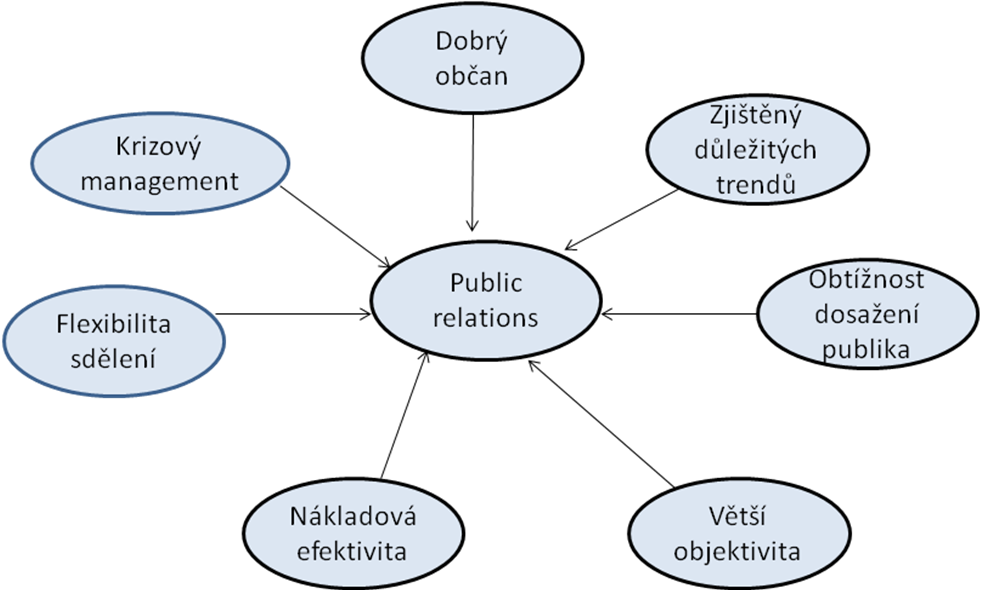 Dobrý
občan
Zjištěný
důležitých
trendů
Krizový
management
Public
relations
Obtížnost
dosažení
publika
Flexibilita
sdělení
Nákladová
efektivita
Větší
objektivita